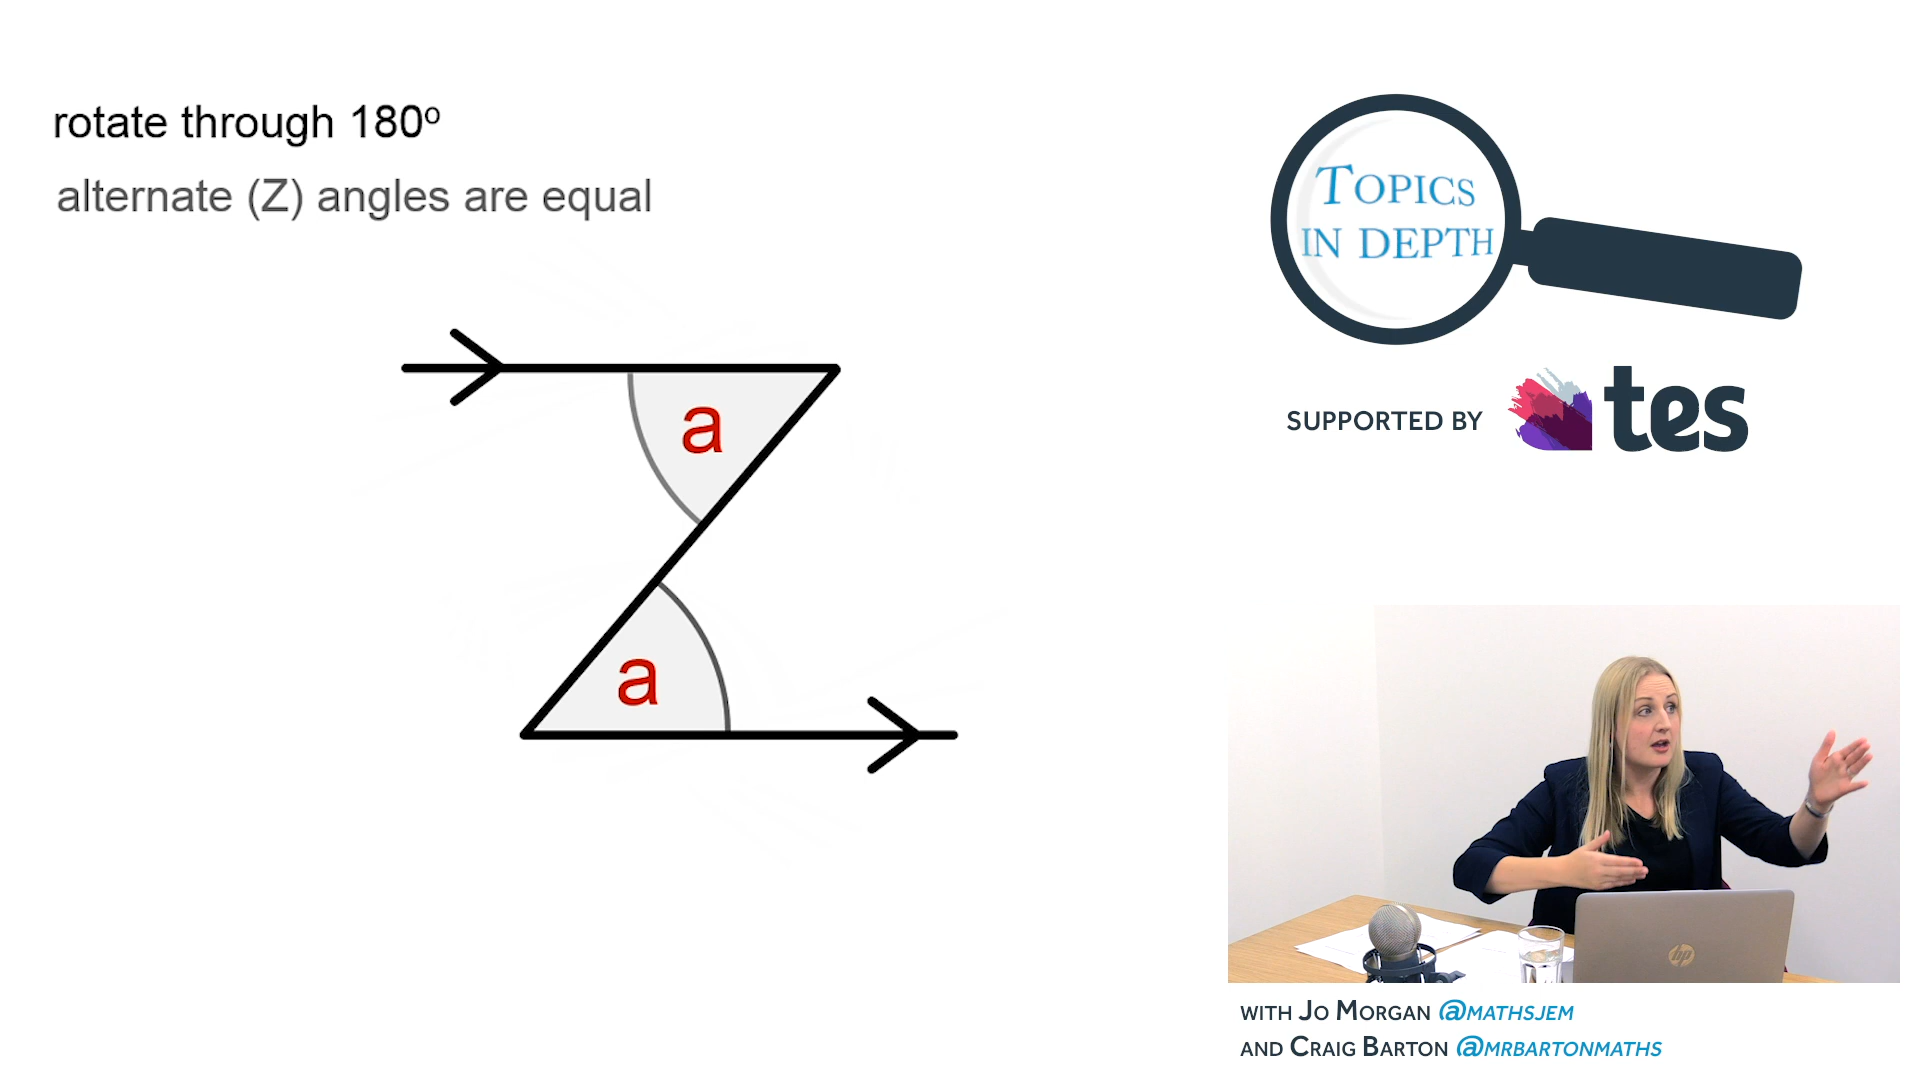 rotate through 180º
alternate (Z) angles are equal
a
a
TOPICS
IN DEPTH
SUPPORTED BY tes
hp
WITH JO MORGAN @MATHSJEM
AND CRAIG BARTON @MRBARTONMATHS